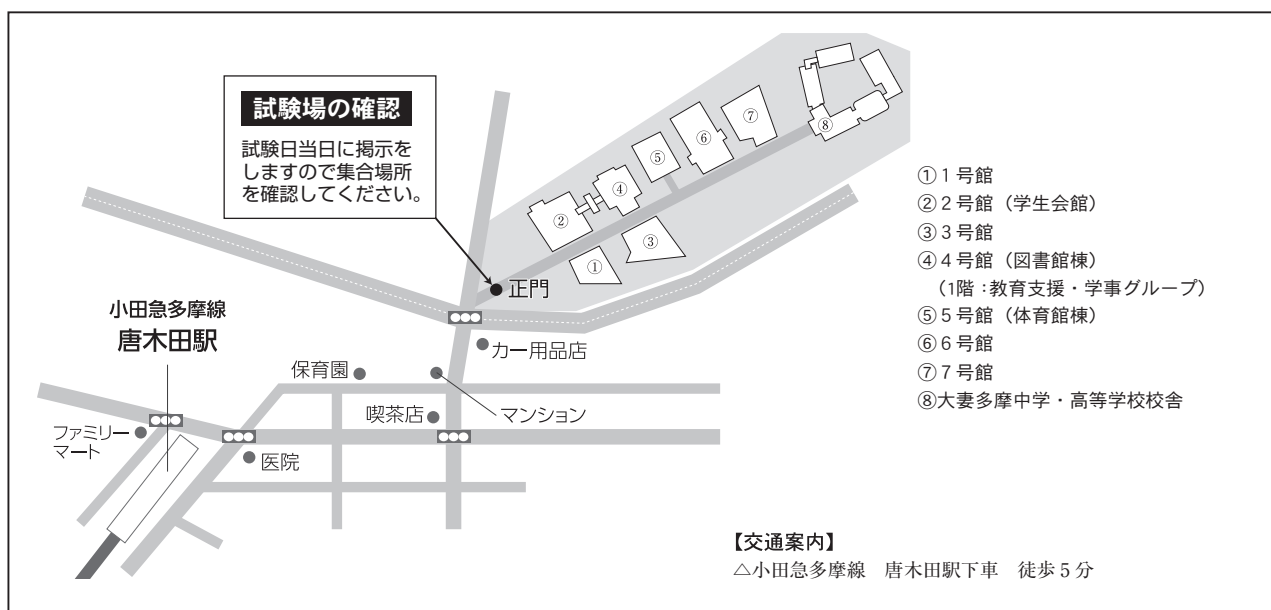 試験場の確認
試験日当日に掲示を
しますので集合場所
を確認してください。
⑧
⑦
⑥
⑤
④
②
③
①
正門
小田急多摩線
唐木田駅
カー用品店
保育園
喫茶店
マンション
ファミリー
マート
医院
①1号館
②2号館（学生会館）
③3号館
④4号館（図書館棟）
（1階：教育支援・学事グループ）
⑤5号館（体育館棟）
⑥6号館
⑦7号館
⑧大妻多摩中学・高等学校校舎
【交通案内】
△小田急多摩線　唐木田駅下車　徒歩5分